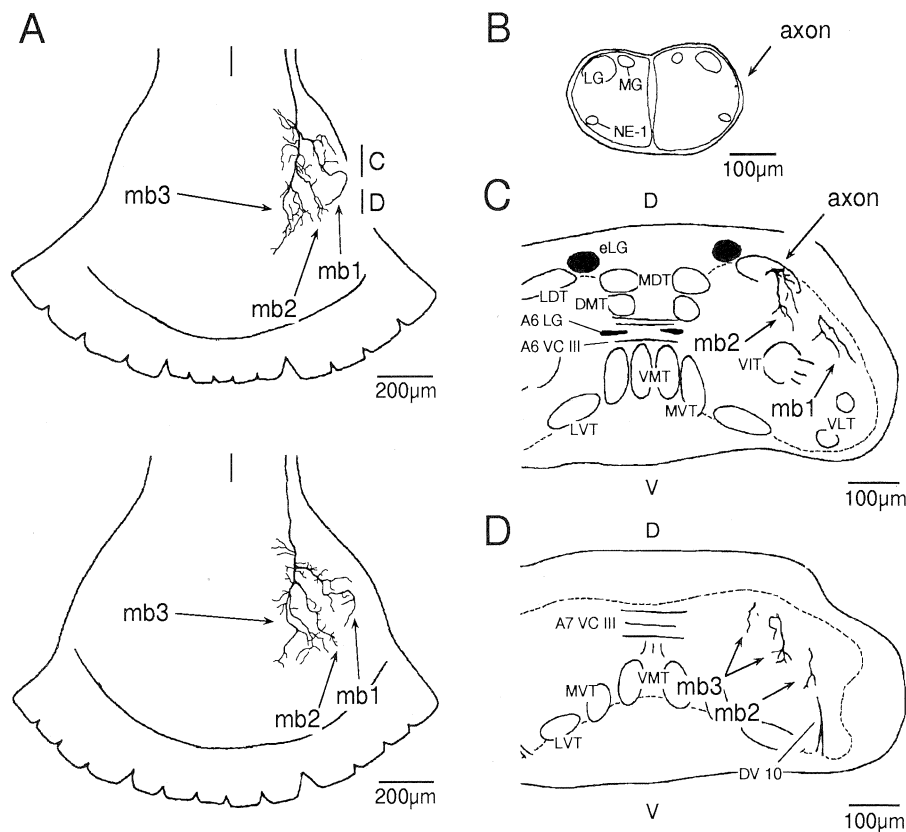 A
C
D
mb3
mb1
mb2
200µm
mb3
mb1
mb2
200µm
B
axon
LG
MG
NE-1
100µm
C
D
axon
eLG
MDT
LDT
DMT
A6 LG
mb2
A6 VC III
VIT
VMT
mb1
MVT
LVT
VLT
V
100µm
D
D
A7 VC III
VMT
mb3
MVT
mb2
LVT
DV 10
V
100µm